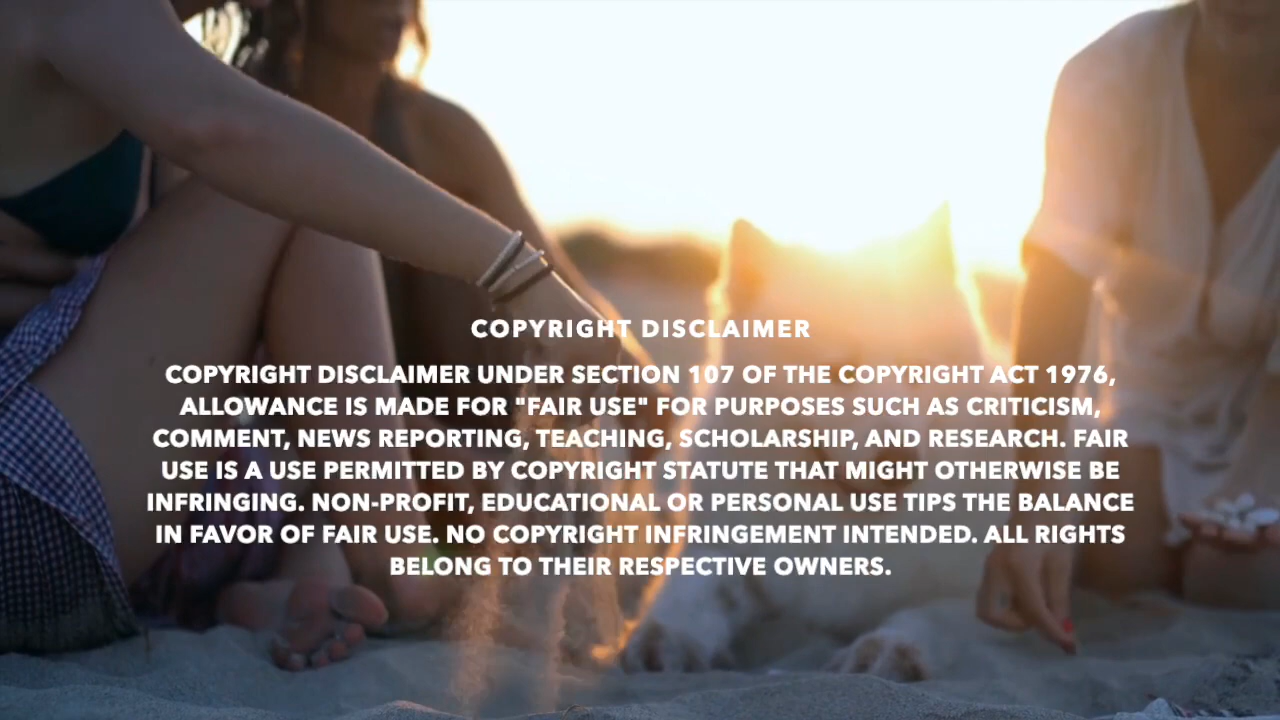 COPYRIGHT DISCLAIMER
COPYRIGHT DISCLAIMER UNDER SECTION 107 OF THE COPYRIGHT ACT 1976,
ALLOWANCE IS MADE FOR "FAIR USE" FOR PURPOSES SUCH AS CRITICISM,
COMMENT, NEWS REPORTING, TEACHING, SCHOLARSHIP, AND RESEARCH. FAIR
USE IS A USE PERMITTED BY COPYRIGHT STATUTE THAT MIGHT OTHERWISE BE
INFRINGING. NON-PROFIT, EDUCATIONAL OR PERSONAL USE TIPS THE BALANCE
IN FAVOR OF FAIR USE. NO COPYRIGHT INFRINGEMENT INTENDED. ALL RIGHTS
BELONG TO THEIR RESPECTIVE OWNERS.